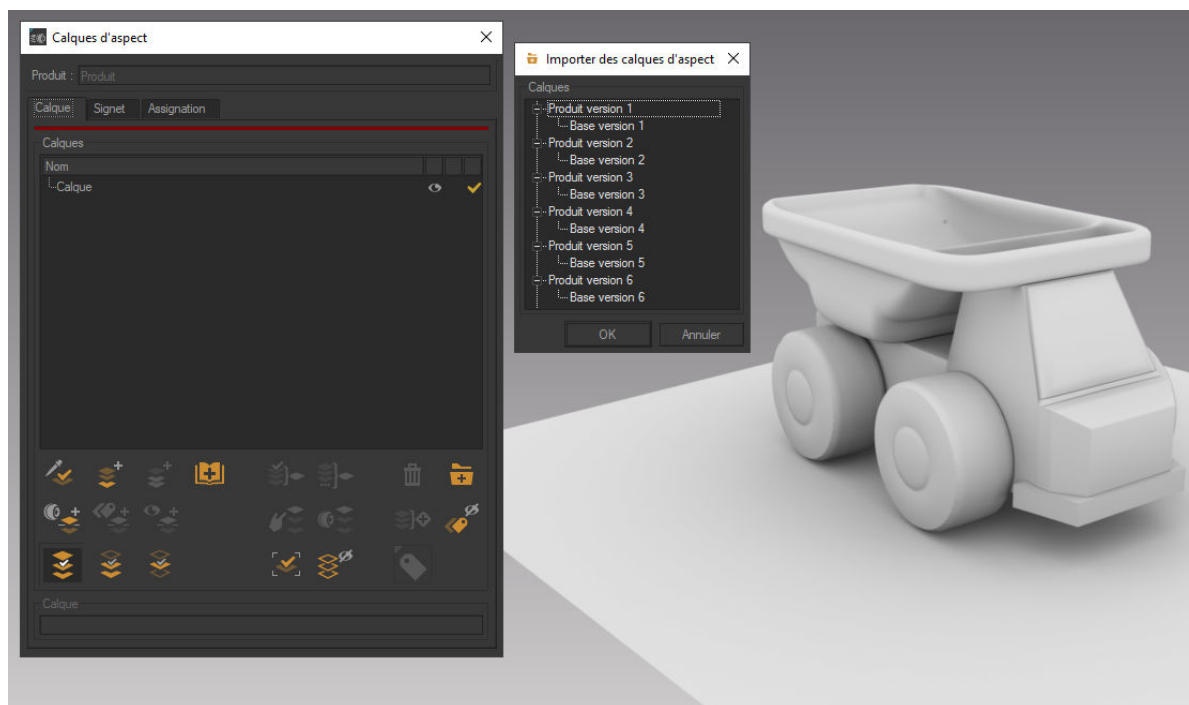 Calques d'aspect
Produit : Produit
Calque Signet Assignation
Calques
Nom
Calque
Calque
Importer des calques d'aspect
Calques
Produit version 1
Base version 1
Produit version 2
Base version 2
Produit version 3
Base version 3
Produit version 4
Base version 4
Produit version 5
Base version 5
Produit version 6
Base version 6
OK Annuler